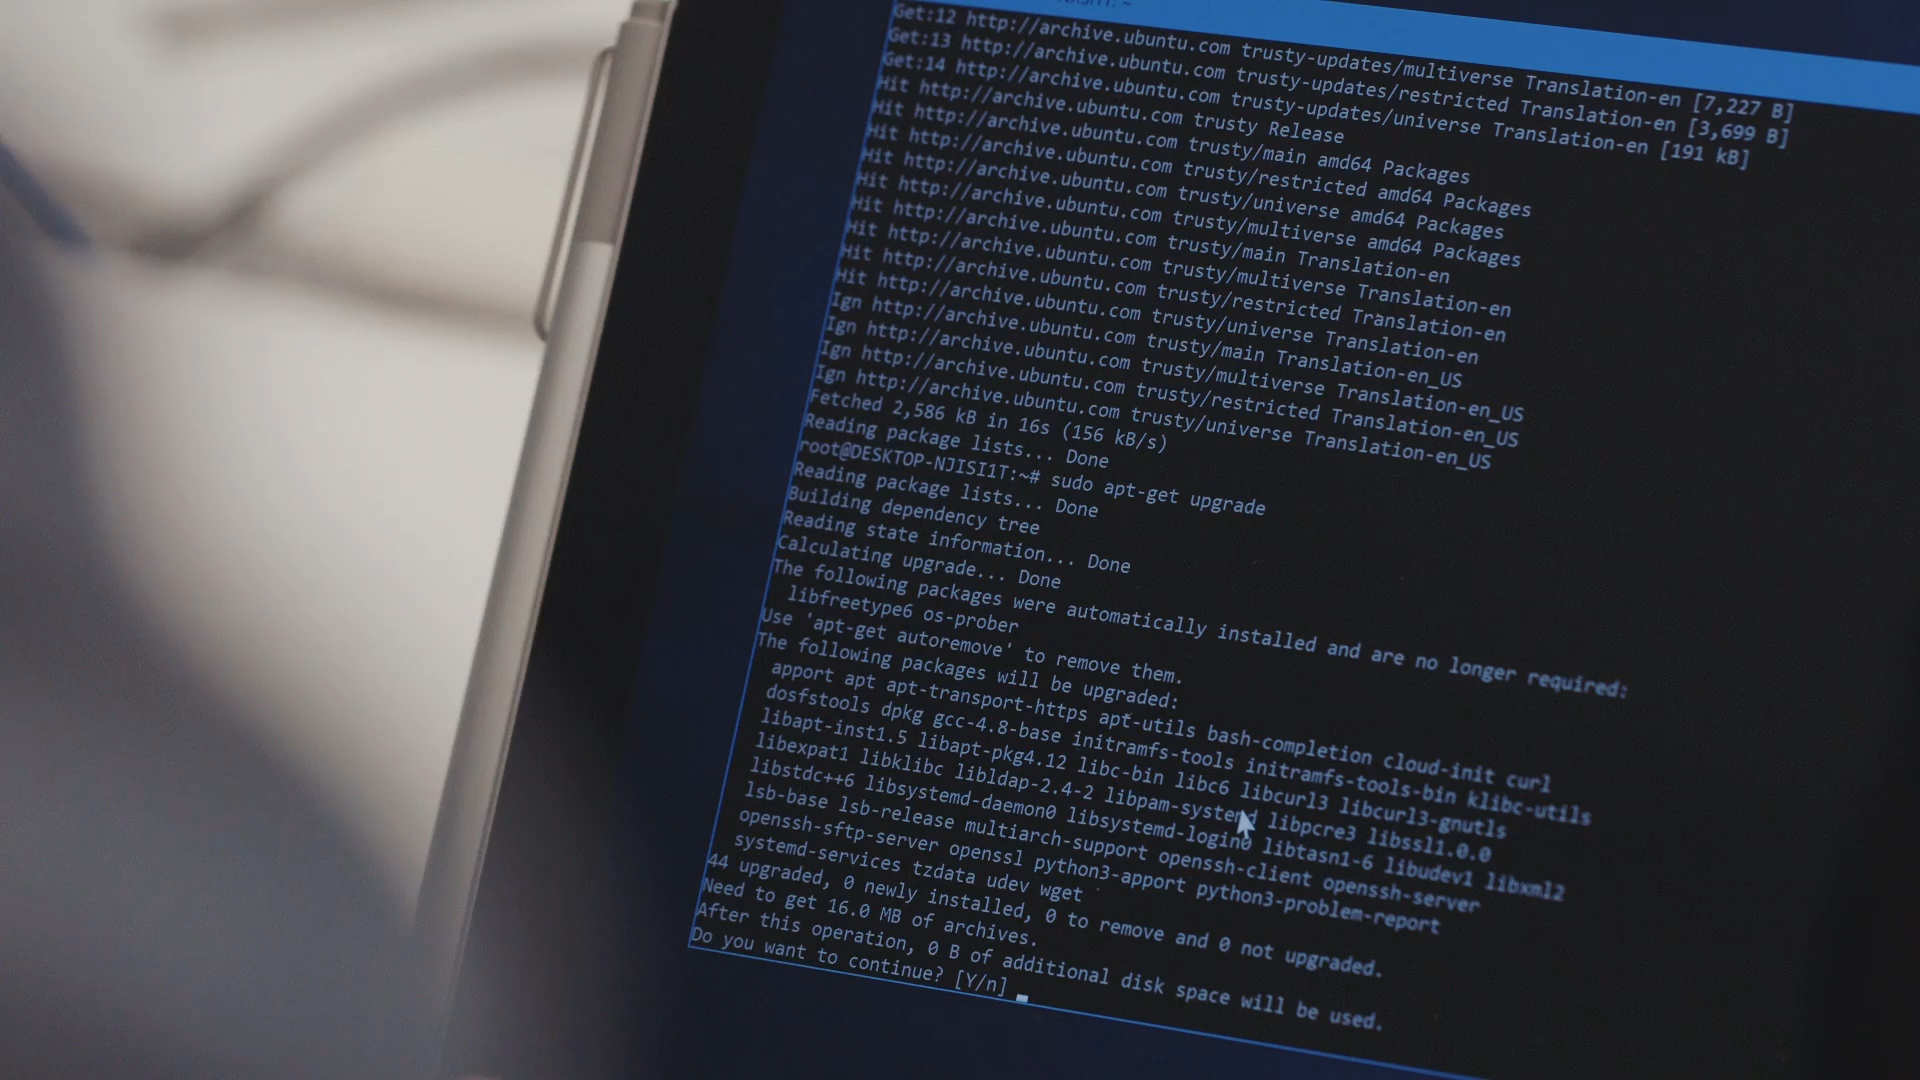 Get:12 http://archive.ubuntu.com trusty-updates/multiverse Translation-en [7,227 B]
Get:13 http://archive.ubuntu.com trusty-updates/restricted Translation-en [3,699 B]
Get:14 http://archive.ubuntu.com trusty-updates/universe Translation-en [191 kB]
Hit http://archive.ubuntu.com trusty Release
Hit http://archive.ubuntu.com trusty/main amd64 Packages
Hit http://archive.ubuntu.com trusty/restricted amd64 Packages
Hit http://archive.ubuntu.com trusty/universe amd64 Packages
Hit http://archive.ubuntu.com trusty/multiverse amd64 Packages
Hit http://archive.ubuntu.com trusty/main Translation-en
Hit http://archive.ubuntu.com trusty/multiverse Translation-en
Hit http://archive.ubuntu.com trusty/restricted Translation-en
Hit http://archive.ubuntu.com trusty/universe Translation-en
Ign http://archive.ubuntu.com trusty/main Translation-en_US
Ign http://archive.ubuntu.com trusty/multiverse Translation-en_US
Ign http://archive.ubuntu.com trusty/restricted Translation-en_US
Ign http://archive.ubuntu.com trusty/universe Translation-en_US
Fetched 2,586 kB in 16s (156 kB/s)
Reading package lists... Done
root@DESKTOP-NJISI1T:~# sudo apt-get upgrade
Reading package lists... Done
Building dependency tree
Reading state information... Done
Calculating upgrade... Done
The following packages were automatically installed and are no longer required:
libfreetype6 os-prober
Use 'apt-get autoremove' to remove them.
The following packages will be upgraded:
apport apt apt-transport-https apt-utils bash-completion cloud-init curl
dosfstools dpkg gcc-4.8-base initramfs-tools initramfs-tools-bin klibc-utils
libapt-inst1.5 libapt-pkg4.12 libc-bin libc6 libcurl3 libcurl3-gnutls
libexpat1 libklibc libldap-2.4-2 libpam-systemd libpcre3 libssl1.0.0
libstdc++6 libsystemd-daemon0 libsystemd-login0 libtasn1-6 libudev1 libxml2
lsb-base lsb-release multiarch-support openssh-client openssh-server
openssh-sftp-server openssl python3-apport python3-problem-report
systemd-services tzdata udev wget
44 upgraded, 0 newly installed, 0 to remove and 0 not upgraded.
Need to get 16.0 MB of archives.
After this operation, 0 B of additional disk space will be used.
Do you want to continue? [Y/n]